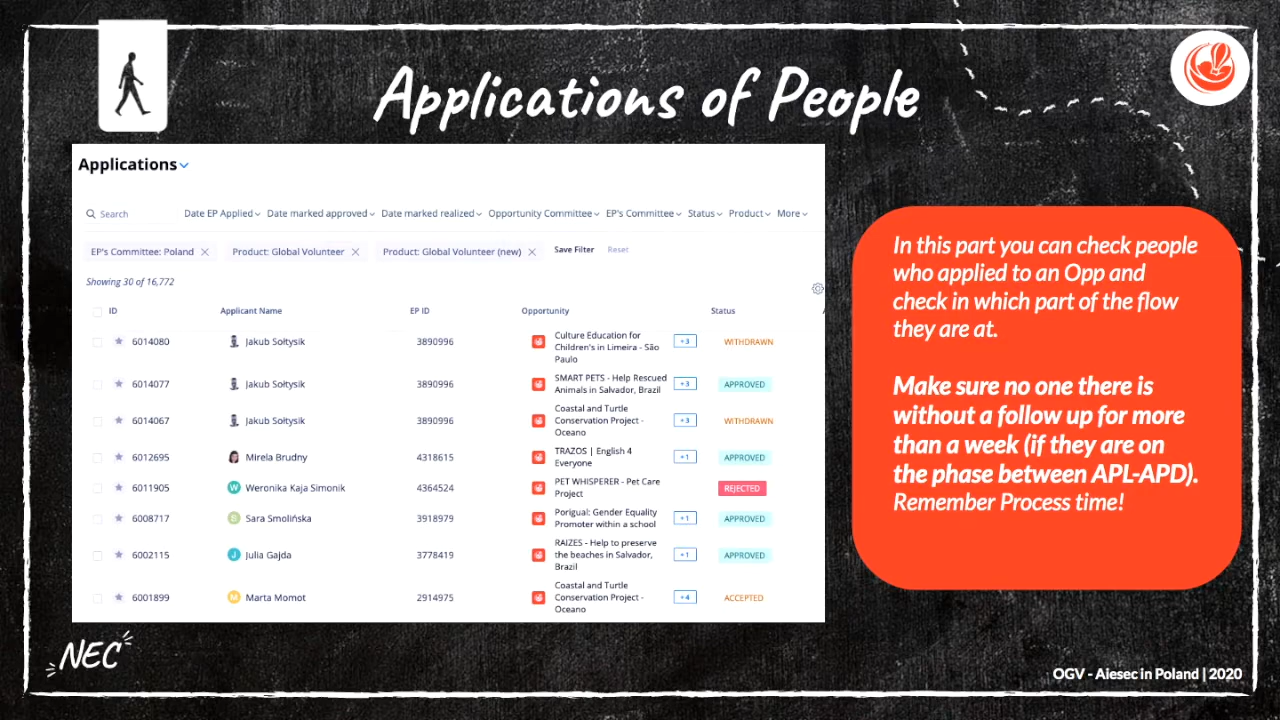 Applications of People
Applications
Search Date EP Applied Date marked approved Date marked realized Opportunity Committee EP's Committee Status Product More
EP's Committee: Poland Product: Global Volunteer Product: Global Volunteer (new) Save Filter Reset
Showing 30 of 16,772
ID Applicant Name EP ID Opportunity Status
6014080 Jakub Sołtysik 3890996 Culture Education for +3 WITHDRAWN
Children's in Limeira - São
Paulo
6014077 Jakub Sołtysik 3890996 SMART PETS - Help Rescued +3 APPROVED
Animals in Salvador, Brazil
6014067 Jakub Sołtysik 3890996 Coastal and Turtle +3 WITHDRAWN
Conservation Project -
Oceano
6012695 Mirela Brudny 4318615 TRAZOS | English 4 +1 APPROVED
Everyone
6011905 W Weronika Kaja Simonik 4364524 PET WHISPERER - Pet Care REJECTED
Project
6008717 S Sara Smolińska 3918979 Porigual: Gender Equality +1 APPROVED
Promoter within a school
6002115 J Julia Gajda 3778419 RAIZES - Help to preserve +1 APPROVED
the beaches in Salvador,
Brazil
6001899 M Marta Momot 2914975 Coastal and Turtle +4 ACCEPTED
Conservation Project -
Oceano
In this part you can check people
who applied to an Opp and
check in which part of the flow
they are at.
Make sure no one there is
without a follow up for more
than a week (if they are on
the phase between APL-APD).
Remember Process time!
NEC
OGV - Aiesec in Poland | 2020